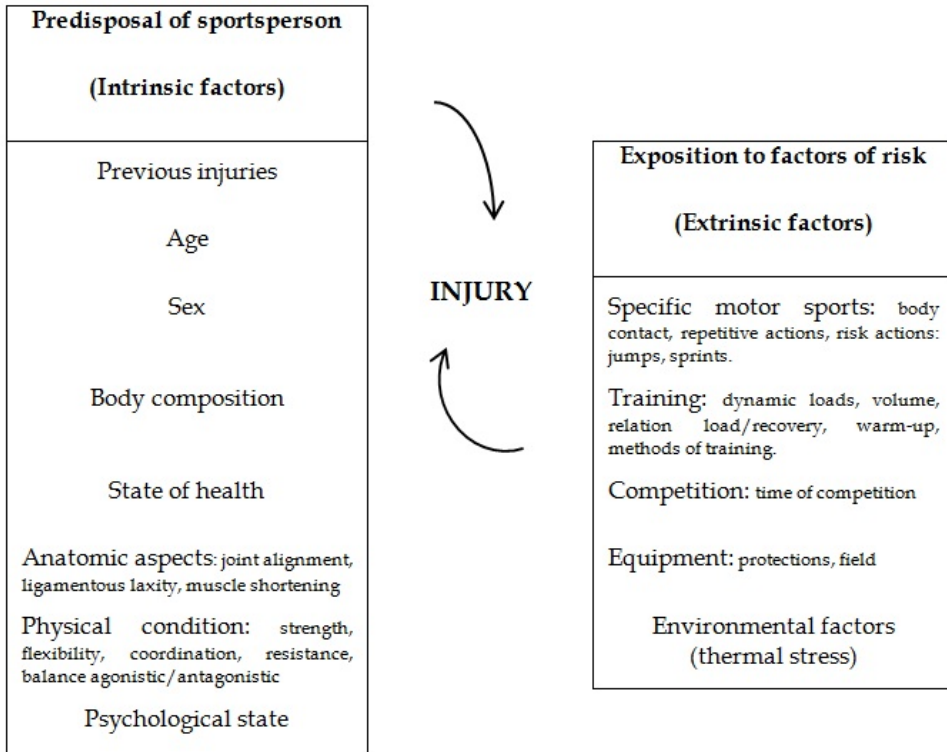 Predisposal of sportsperson
(Intrinsic factors)
Previous injuries
Age
Sex
Body composition
State of health
Anatomic aspects: joint alignment,
ligamentous laxity, muscle shortening
Physical condition: strength,
flexibility, coordination, resistance,
balance agonistic/antagonistic
Psychological state
INJURY
Exposition to factors of risk
(Extrinsic factors)
Specific motor sports: body
contact, repetitive actions, risk actions:
jumps, sprints.
Training: dynamic loads, volume,
relation load/recovery, warm-up,
methods of training.
Competition: time of competition
Equipment: protections, field
Environmental factors
(thermal stress)